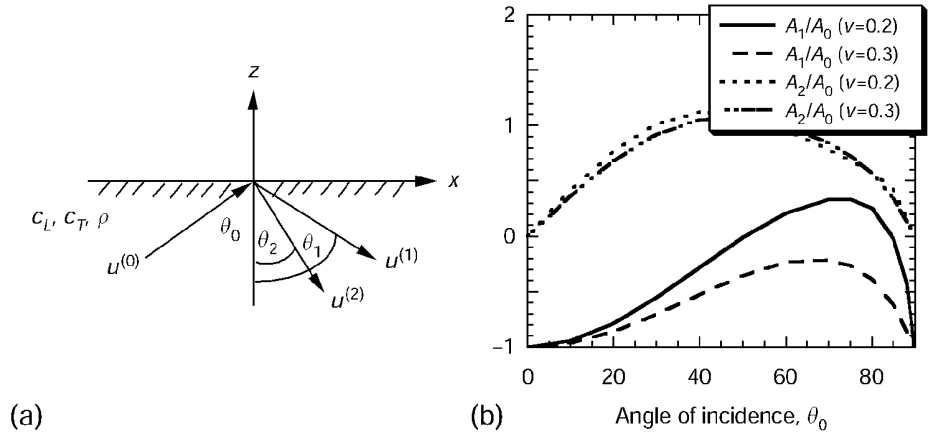 z
x
c_L, c_T, ρ
θ_0
θ_2
θ_1
u^(0)
u^(1)
u^(2)
(a)
(b)
2
1
0
−1
A_1/A_0 (v=0.2)
A_1/A_0 (v=0.3)
A_2/A_0 (v=0.2)
A_2/A_0 (v=0.3)
0 20 40 60 80
Angle of incidence, θ_0